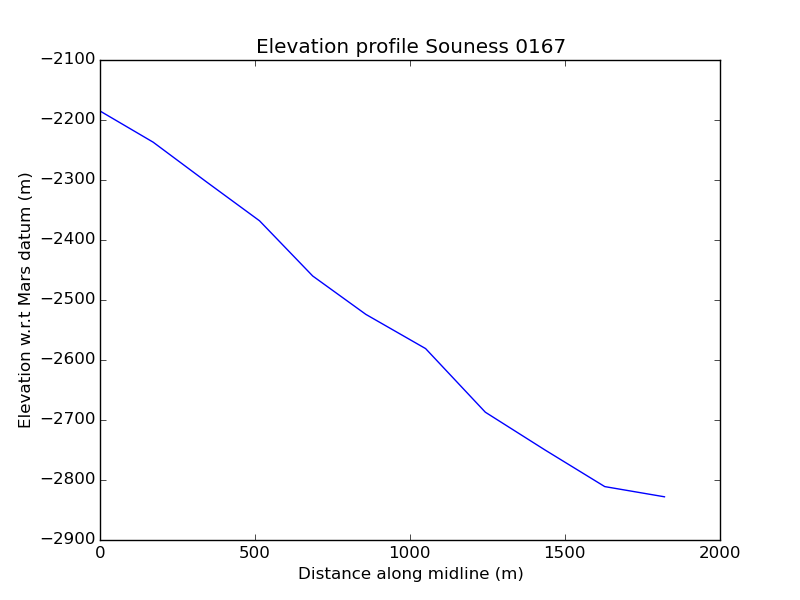 Elevation profile Souness 0167
−2100
−2200
−2300
−2400
−2500
−2600
−2700
−2800
−2900
Elevation w.r.t Mars datum (m)
0 500 1000 1500 2000
Distance along midline (m)